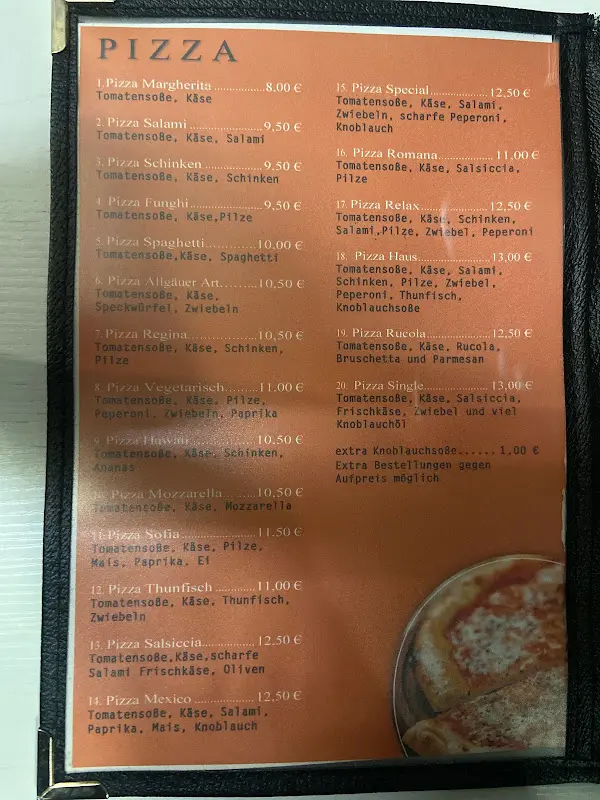 PIZZA
1.Pizza Margherita ................8,00 €
Tomatensoße, Käse
2. Pizza Salami .......................9,50 €
Tomatensoße, Käse, Salami
3. Pizza Schinken ..................9,50 €
Tomatensoße, Käse, Schinken
4. Pizza Funghi.......................9,50 €
Tomatensoße, Käse,Pilze
5. Pizza Spaghetti................10,00 €
Tomatensoße,Käse, Spaghetti
6. Pizza Allgäuer Art.........10,50 €
Tomatensoße, Käse,
Speckwürfel, Zwiebeln
7.Pizza Regina.....................10,50 €
Tomatensoße, Käse, Schinken,
Pilze
8. Pizza Vegetarisch.........11,00 €
Tomatensoße, Käse, Pilze,
Peperoni, Zwiebeln, Paprika
9. Pizza Hawaii ...................10,50 €
Tomatensoße, Käse, Schinken,
Ananas
10. Pizza Mozzarella.........10,50 €
Tomatensoße, Käse, Mozzarella
11.Pizza Sofia......................11.50 €
Tomatensoße, Käse, Pilze,
Mais, Paprika, Ei
12. Pizza Thunfisch ............11,00 €
Tomatensoße, Käse, Thunfisch,
Zwiebeln
13. Pizza Salsiccia................12,50 €
Tomatensoße,Käse,scharfe
Salami Frischkäse, Oliven
14. Pizza Mexico ..................12,50 €
Tomatensoße, Käse, Salami,
Paprika, Mais, Knoblauch
15. Pizza Special....................12,50 €
Tomatensoße, Käse, Salami,
Zwiebeln, scharfe Peperoni,
Knoblauch
16. Pizza Romana...................11,00 €
Tomatensoße, Käse, Salsiccia,
Pilze
17. Pizza Relax.......................12,50 €
Tomatensoße, Käse, Schinken,
Salami,Pilze, Zwiebel, Peperoni
18. Pizza Haus.......................13,00 €
Tomatensoße, Käse, Salami,
Schinken, Pilze, Zwiebel,
Peperoni, Thunfisch,
Knoblauchsoße
19. Pizza Rucola.....................12,50 €
Tomatensoße, Käse, Rucola,
Bruschetta und Parmesan
20. Pizza Single.....................13,00 €
Tomatensoße, Käse, Salsiccia,
Frischkäse, Zwiebel und viel
Knoblauchöl
extra Knoblauchsoße...... 1,00 €
Extra Bestellungen gegen
Aufpreis möglich